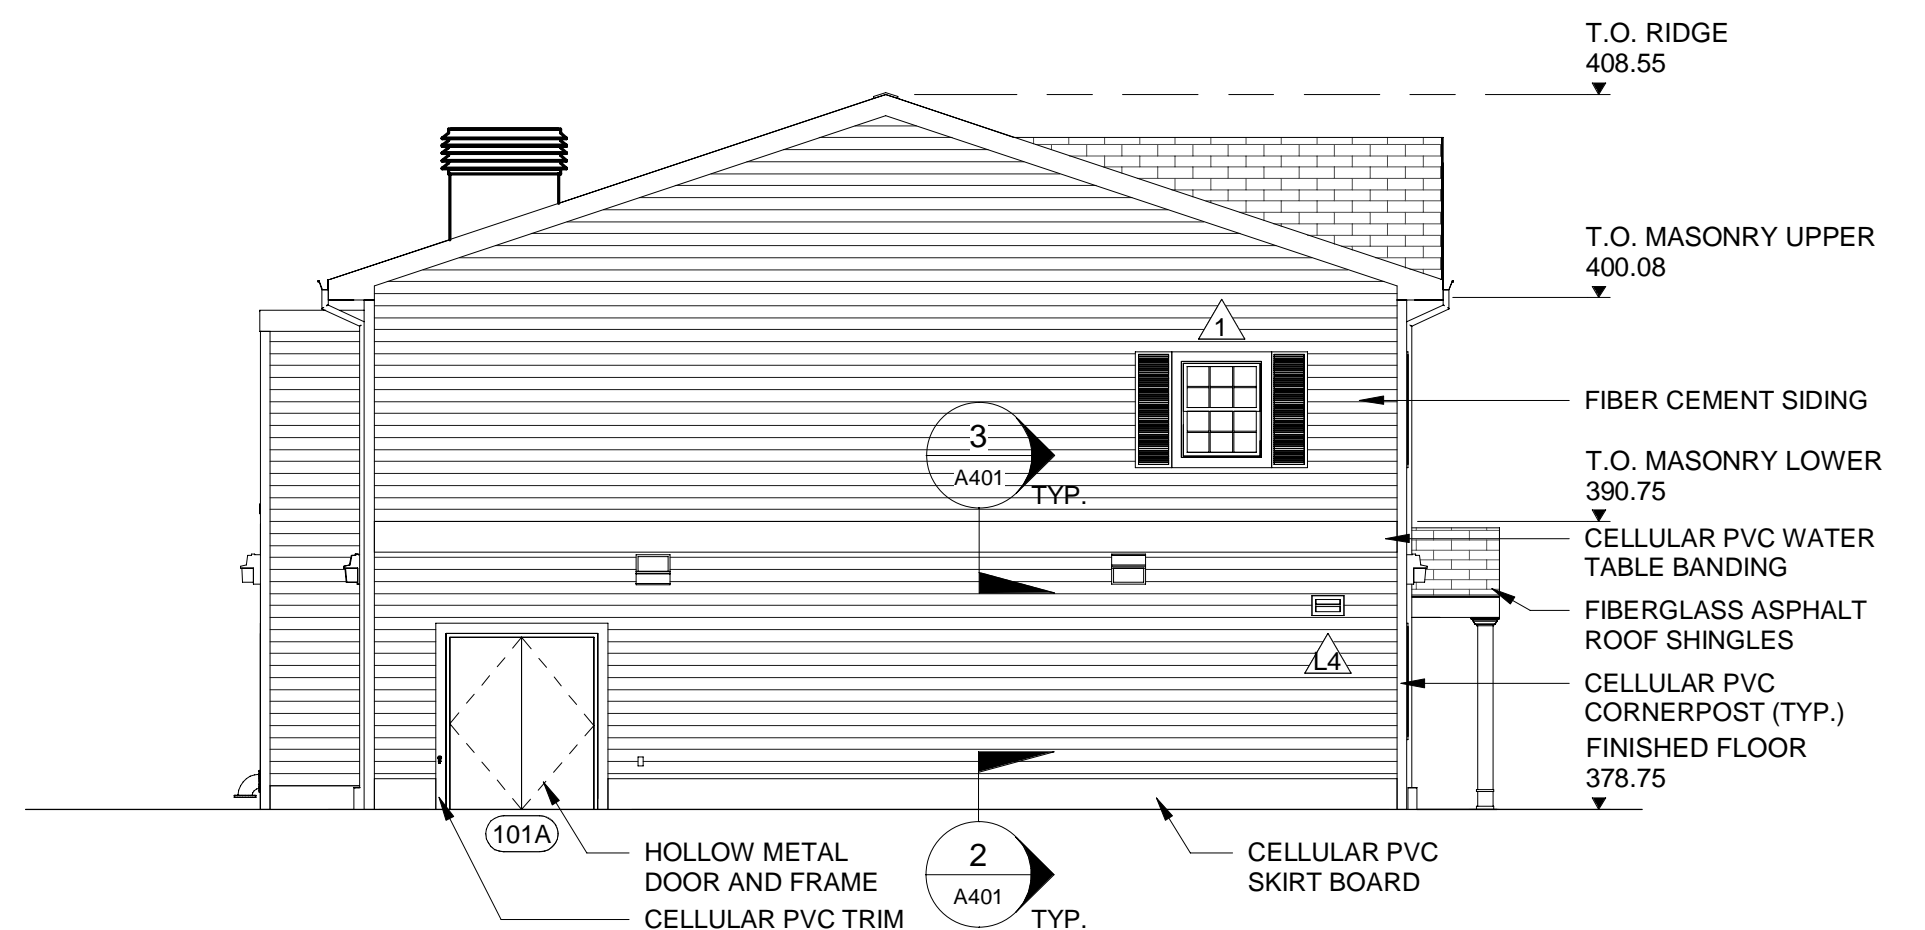 T.O. RIDGE
408.55
T.O. MASONRY UPPER
400.08
1
FIBER CEMENT SIDING
3
A401
TYP.
T.O. MASONRY LOWER
390.75
CELLULAR PVC WATER
TABLE BANDING
FIBERGLASS ASPHALT
ROOF SHINGLES
L4
CELLULAR PVC
CORNERPOST (TYP.)
FINISHED FLOOR
378.75
101A
HOLLOW METAL
DOOR AND FRAME
CELLULAR PVC TRIM
2
A401
TYP.
CELLULAR PVC
SKIRT BOARD